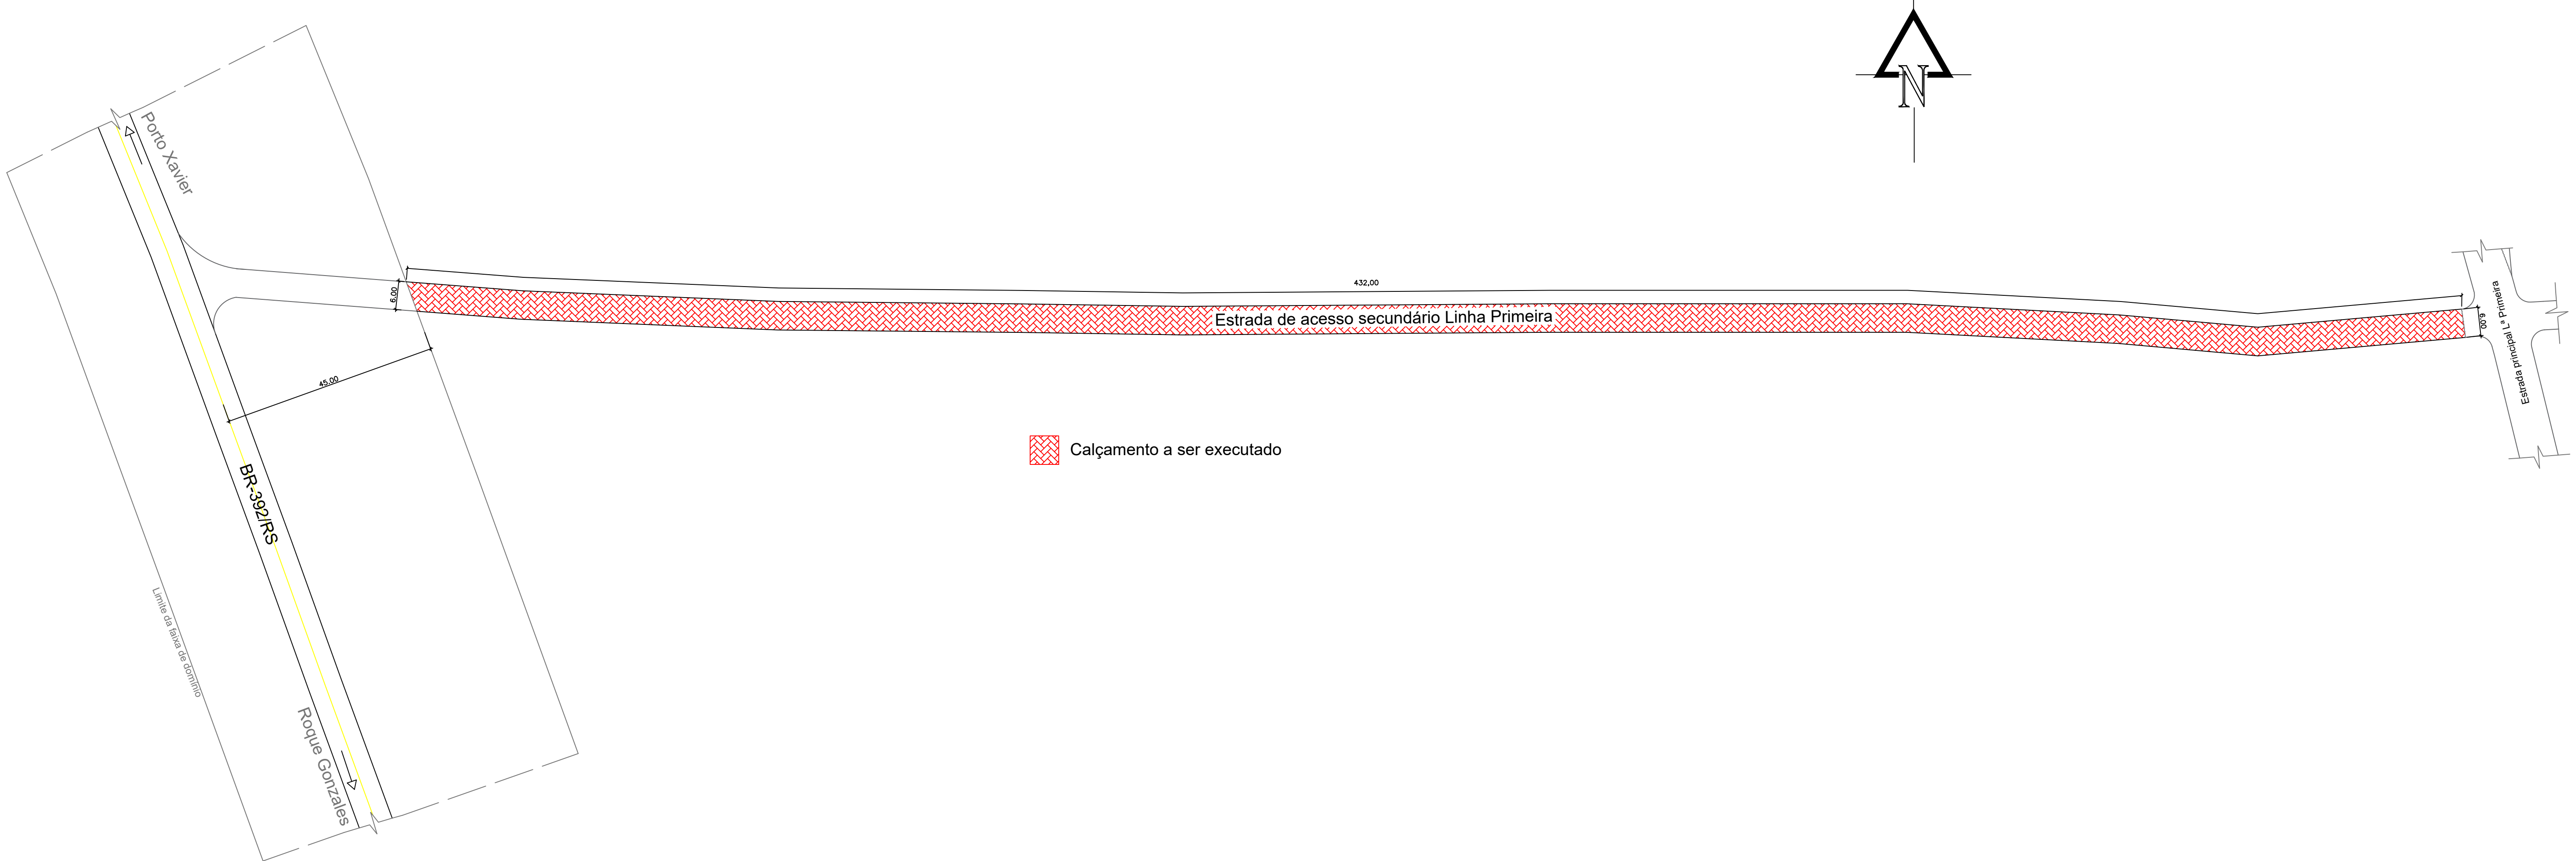 N
Porto Xavier
432,00
6,00
Estrada de acesso secundário Linha Primeira
6,00
Estrada principal Lª Primeira
45,00
Calçamento a ser executado
BR-392/RS
Limite da faixa de domínio
Roque Gonzales